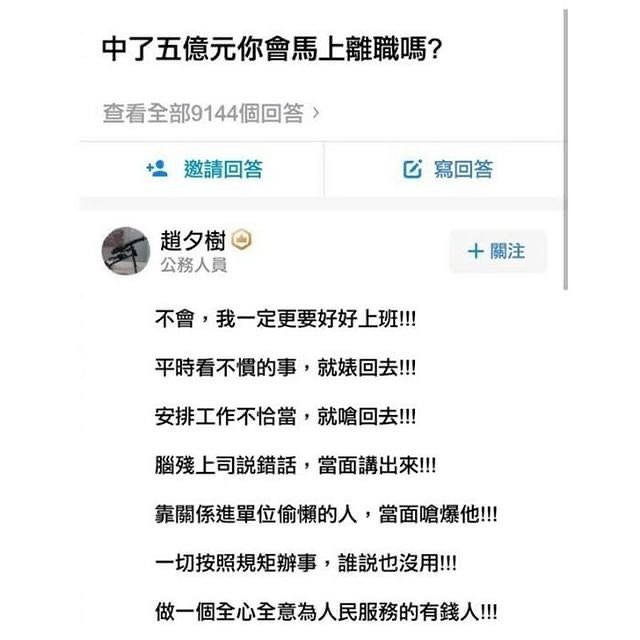 中了五億元你會馬上離職嗎?
查看全部9144個回答 >
邀請回答
寫回答
趙夕樹
公務人員
+ 關注
不會，我一定更要好好上班!!!
平時看不慣的事，就婊回去!!!
安排工作不恰當，就嗆回去!!!
腦殘上司説錯話，當面講出來!!!
靠關係進單位偷懶的人，當面嗆爆他!!!
一切按照規矩辦事，誰説也沒用!!!
做一個全心全意為人民服務的有錢人!!!